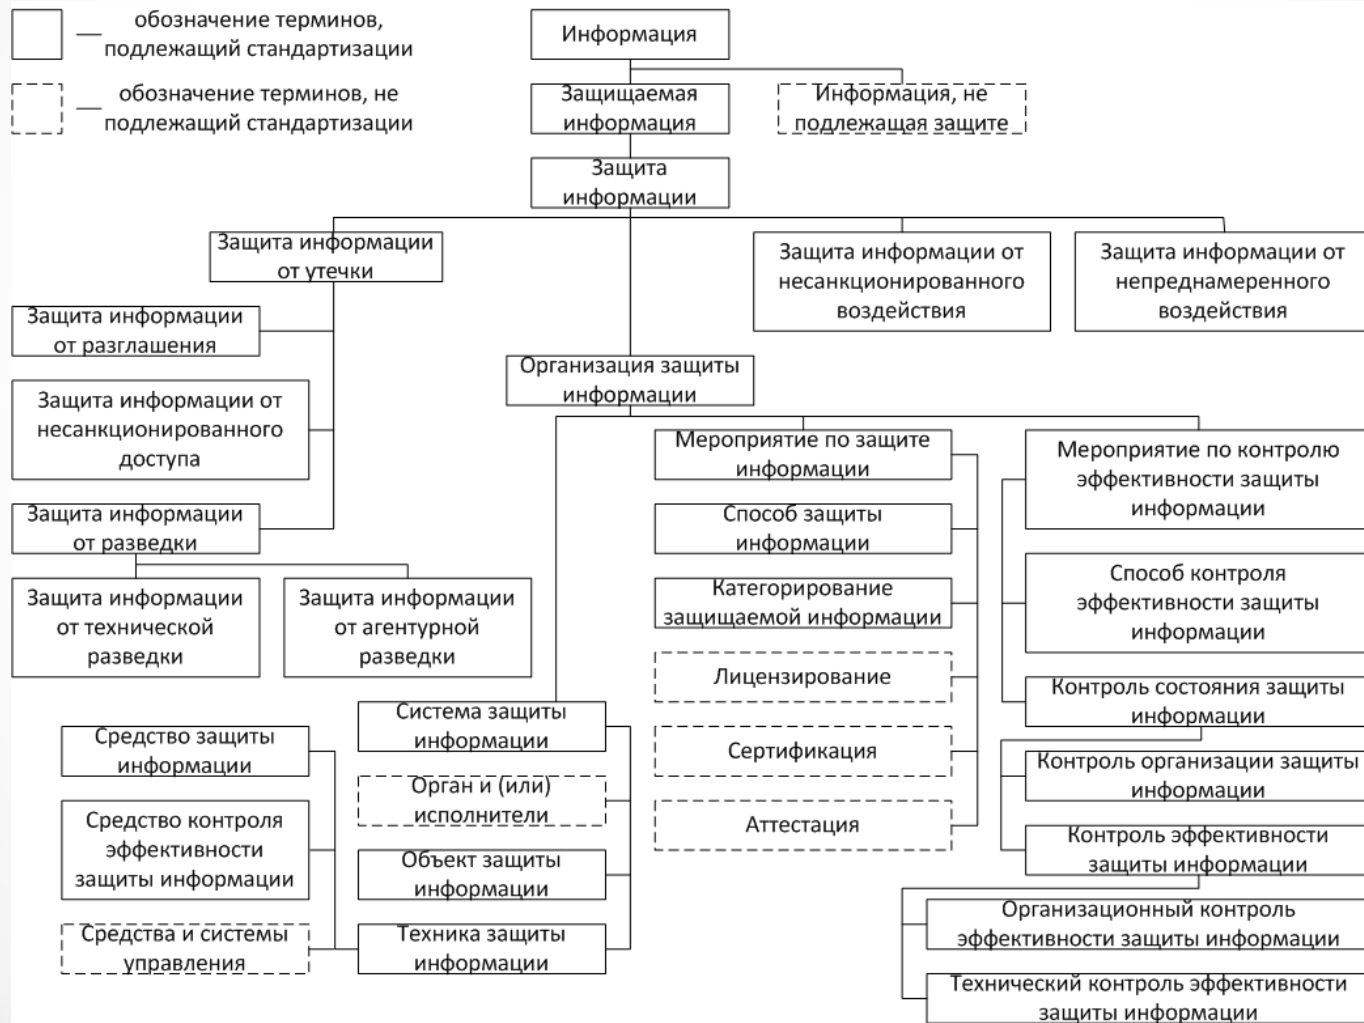 обозначение терминов,
подлежащий стандартизации
обозначение терминов, не
подлежащий стандартизации
Информация
Защищаемая
информация
Информация, не
подлежащая защите
Защита
информации
Защита информации
от утечки
Защита информации от
несанкционированного
воздействия
Защита информации от
непреднамеренного
воздействия
Защита информации
от разглашения
Защита информации от
несанкционированного
доступа
Защита информации
от разведки
Защита информации
от технической
разведки
Защита информации
от агентурной
разведки
Организация защиты
информации
Мероприятие по защите
информации
Способ защиты
информации
Категорирование
защищаемой информации
Лицензирование
Сертификация
Аттестация
Мероприятие по контролю
эффективности защиты
информации
Способ контроля
эффективности защиты
информации
Контроль состояния защиты
информации
Контроль организации защиты
информации
Контроль эффективности
защиты информации
Организационный контроль
эффективности защиты информации
Технический контроль эффективности
защиты информации
Система защиты
информации
Орган и (или)
исполнители
Объект защиты
информации
Техника защиты
информации
Средство защиты
информации
Средство контроля
эффективности
защиты информации
Средства и системы
управления